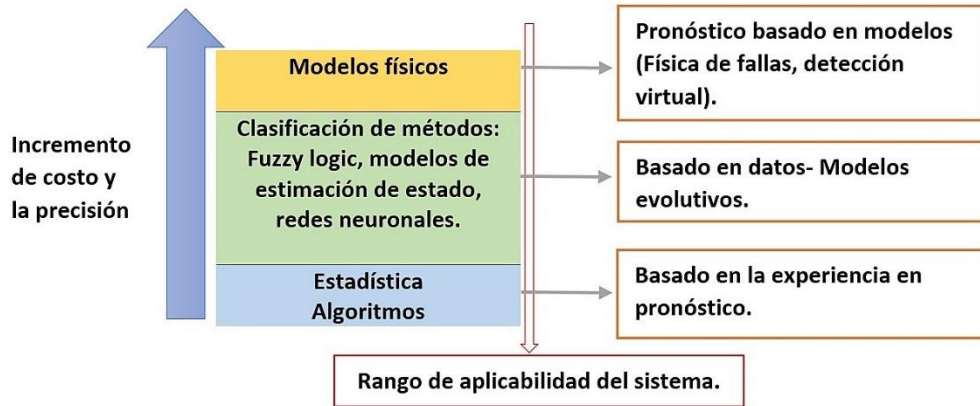 Incremento
de costo y
la precisión
Modelos físicos
Clasificación de métodos:
Fuzzy logic, modelos de
estimación de estado,
redes neuronales.
Estadística
Algoritmos
Pronóstico basado en modelos
(Física de fallas, detección
virtual).
Basado en datos- Modelos
evolutivos.
Basado en la experiencia en
pronóstico.
Rango de aplicabilidad del sistema.